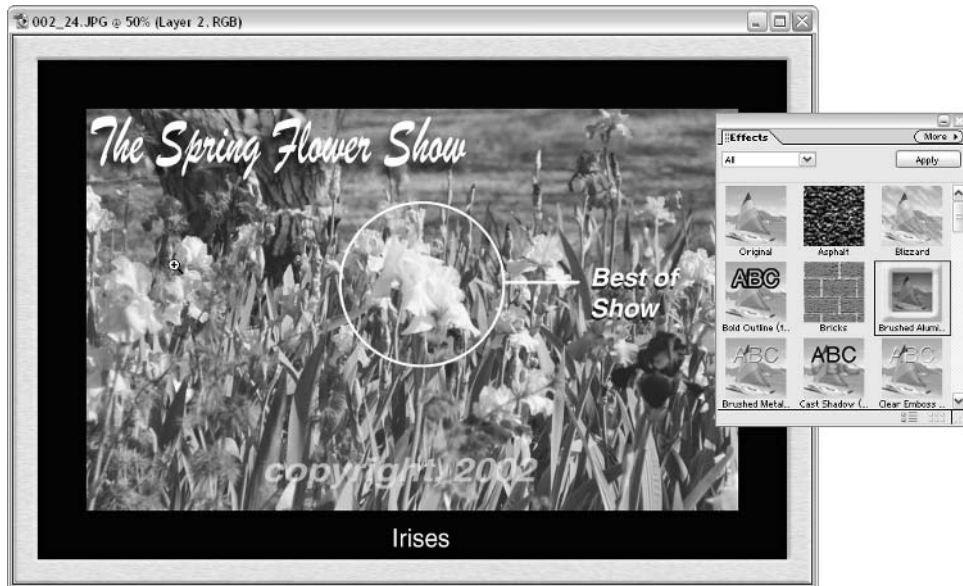 002_24.JPG @ 50% (Layer 2, RGB)
The Spring Flower Show
Best of
Show
copyright, 2002
Irises
Effects
More
All
Apply
Original
Asphalt
Blizzard
Bold Outline (t...
Bricks
Brushed Alumi...
ABC
Brushed Metal...
ABC
Cast Shadow (...
ABC
Clear Emboss ...
ABC